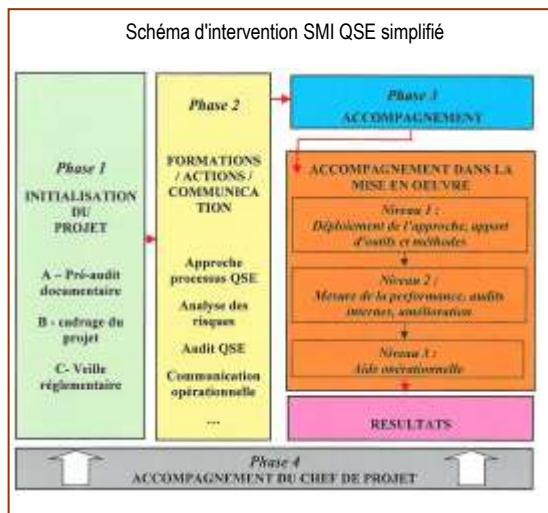 Schéma d'intervention SMI QSE simplifié
Phase 1
INITIALISATION
DU
PROJET
A – Pré-audit
documentaire
B - cadrage du
projet
C- Veille
réglementaire
Phase 2
FORMATIONS
/ ACTIONS /
COMMUNICA
TION
Approche
processus QSE
Analyse des
risques
Audit QSE
Communication
opérationnelle
...
Phase 3
ACCOMPAGNEMENT
ACCOMPAGNEMENT DANS LA
MISE EN OEUVRE
Niveau 1 :
Déploiement de l'approche, apport
d'outils et méthodes
Niveau 2 :
Mesure de la performance, audits
internes, amélioration
Niveau 3 :
Aide opérationnelle
RESULTATS
Phase 4
ACCOMPAGNEMENT DU CHEF DE PROJET